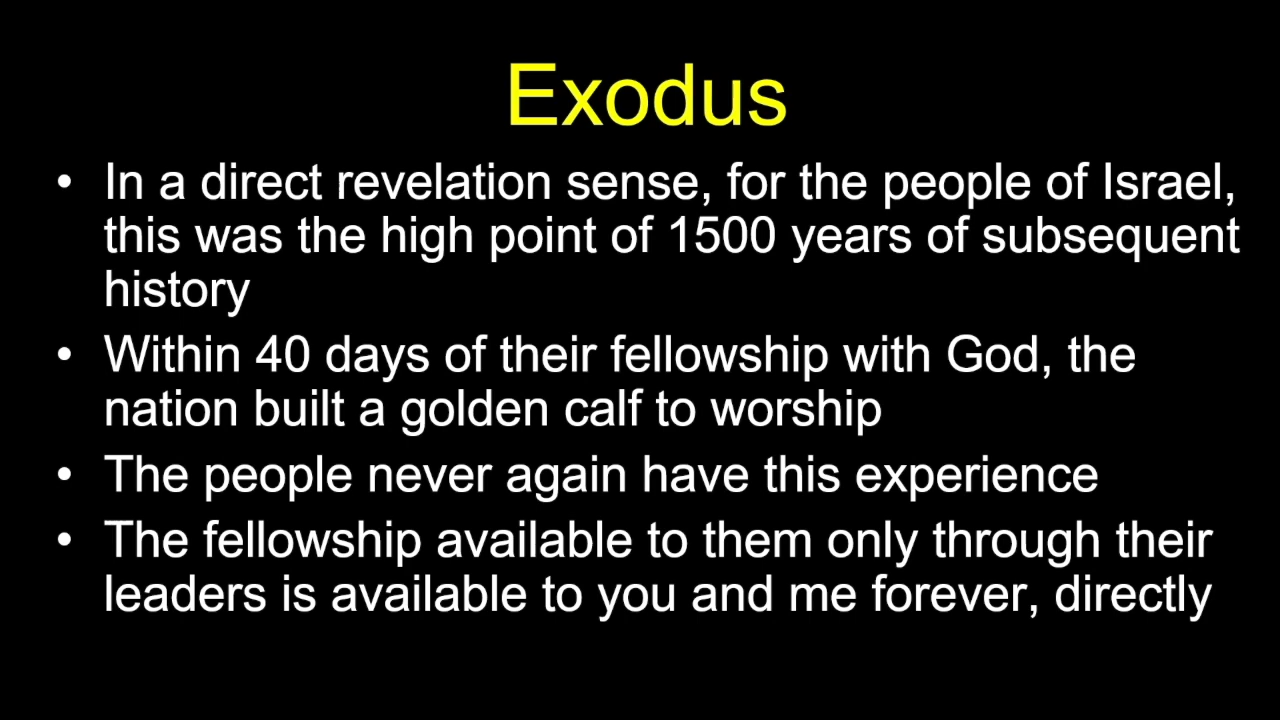 Exodus
• In a direct revelation sense, for the people of Israel,
this was the high point of 1500 years of subsequent
history
• Within 40 days of their fellowship with God, the
nation built a golden calf to worship
• The people never again have this experience
• The fellowship available to them only through their
leaders is available to you and me forever, directly